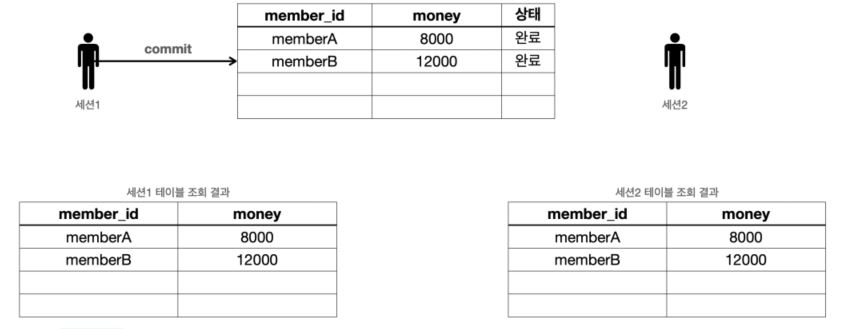 member_id money 상태
memberA 8000 완료
commit
memberB 12000 완료
세션1
세션2
세션1 테이블 조회 결과
member_id money
memberA 8000
memberB 12000
세션2 테이블 조회 결과
member_id money
memberA 8000
memberB 12000